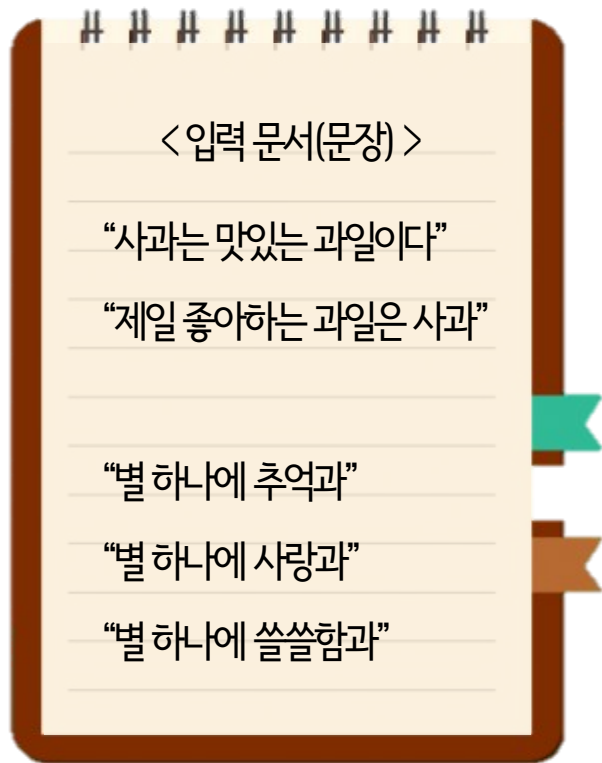 < 입력 문서(문장) >
“사과는 맛있는 과일이다”
“제일 좋아하는 과일은 사과”
“별 하나에 추억과”
“별 하나에 사랑과”
“별 하나에 쓸쓸함과”